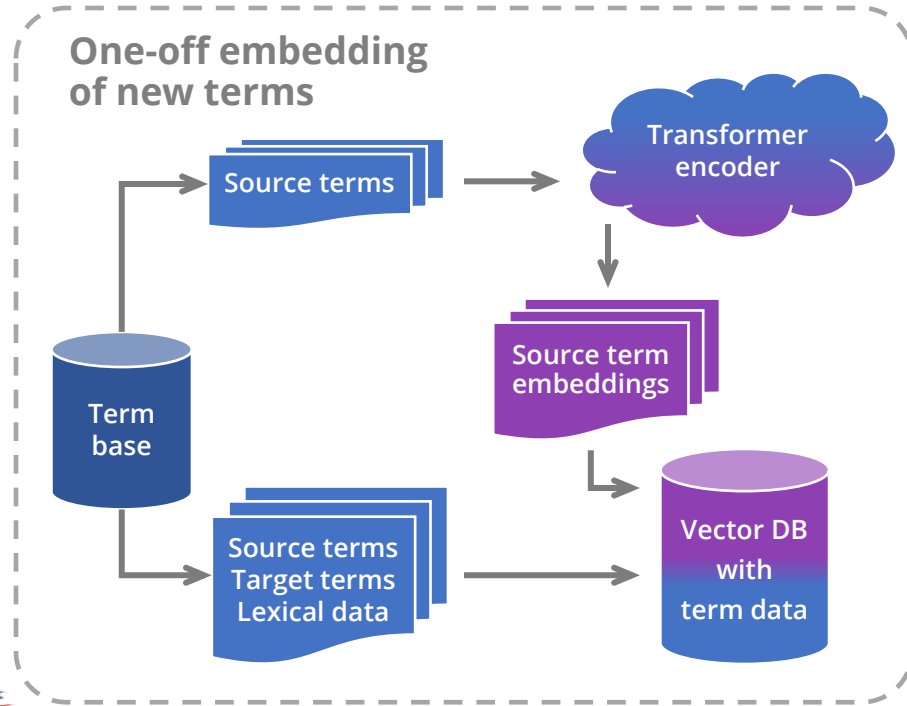 One-off embedding
of new terms
Source terms
Transformer
encoder
Source term
embeddings
Term
base
Source terms
Target terms
Lexical data
Vector DB
with
term data